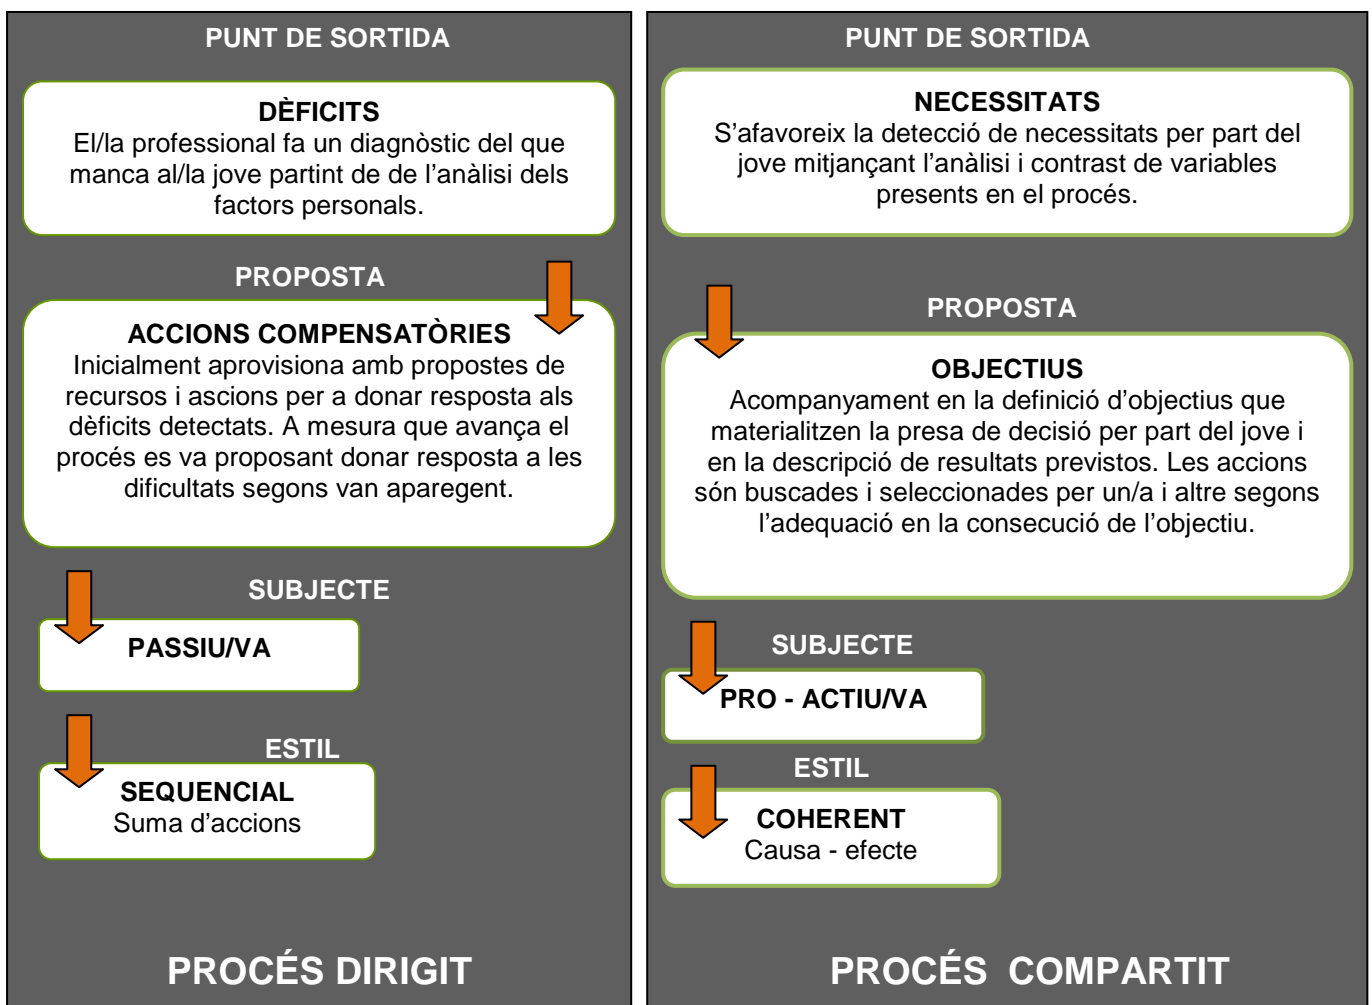 PUNT DE SORTIDA
DÈFICITS
El/la professional fa un diagnòstic del que
manca al/la jove partint de de l’anàlisi dels
factors personals.
PROPOSTA
ACCIONS COMPENSATÒRIES
Inicialment aprovisiona amb propostes de
recursos i ascions per a donar resposta als
dèficits detectats. A mesura que avança el
procés es va proposant donar resposta a les
dificultats segons van aparegent.
SUBJECTE
PASSIU/VA
ESTIL
SEQUENCIAL
Suma d’accions
PROCÉS DIRIGIT
PUNT DE SORTIDA
NECESSITATS
S’afavoreix la detecció de necessitats per part del
jove mitjançant l’anàlisi i contrast de variables
presents en el procés.
PROPOSTA
OBJECTIUS
Acompanyament en la definició d’objectius que
materialitzen la presa de decisió per part del jove i
en la descripció de resultats previstos. Les accions
són buscades i seleccionades per un/a i altre segons
l’adequació en la consecució de l’objectiu.
SUBJECTE
PRO - ACTIU/VA
ESTIL
COHERENT
Causa - efecte
PROCÉS COMPARTIT